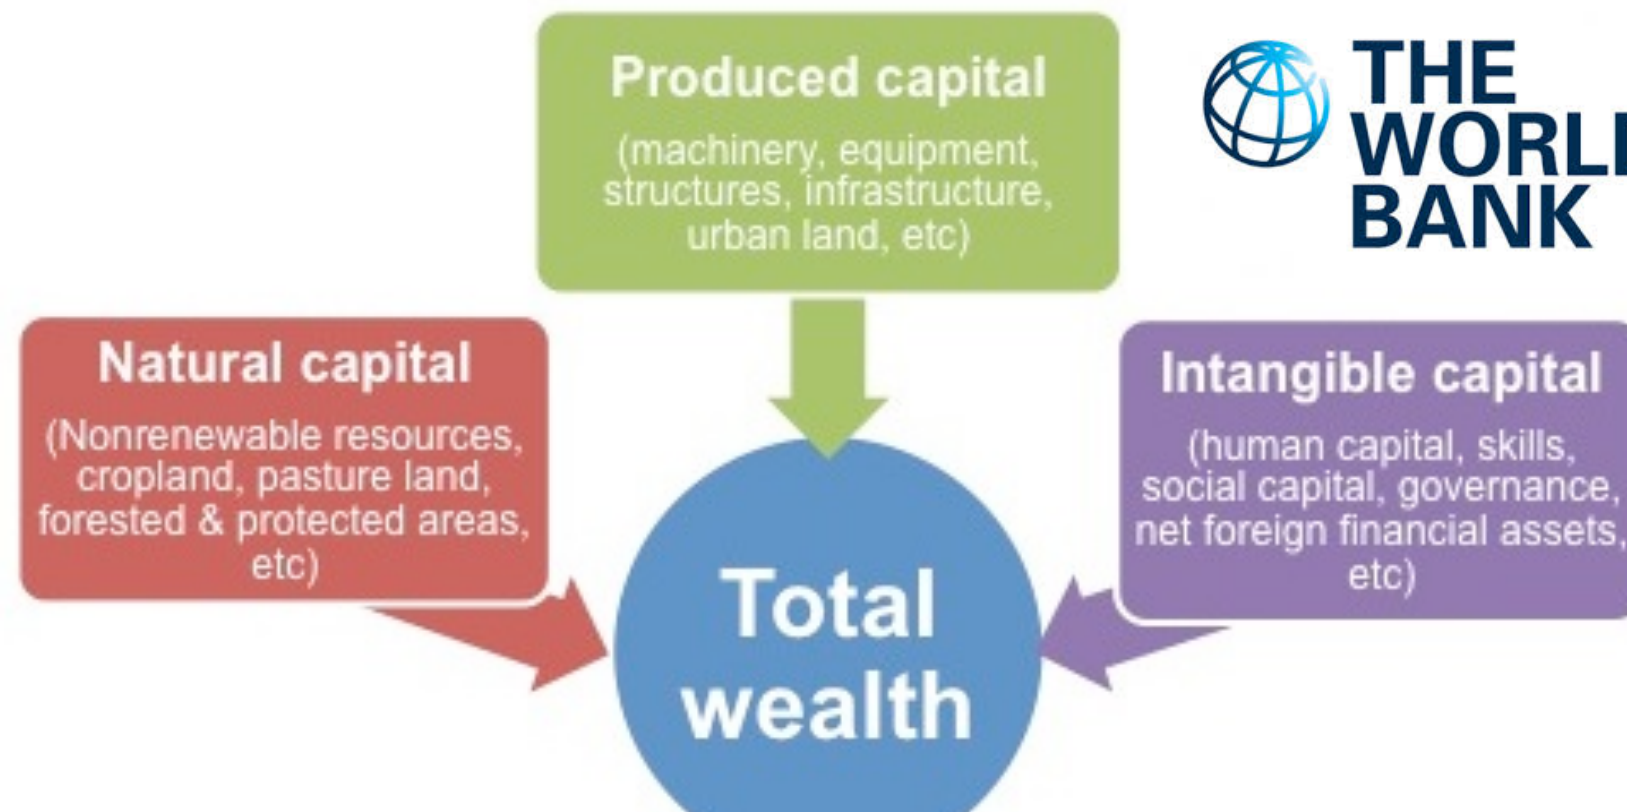 Produced capital
(machinery, equipment,
structures, infrastructure,
urban land, etc)
THE
WORL
BANK
Natural capital
(Nonrenewable resources,
cropland, pasture land,
forested & protected areas,
etc)
Intangible capital
(human capital, skills,
social capital, governance,
net foreign financial assets,
etc)
Total
wealth